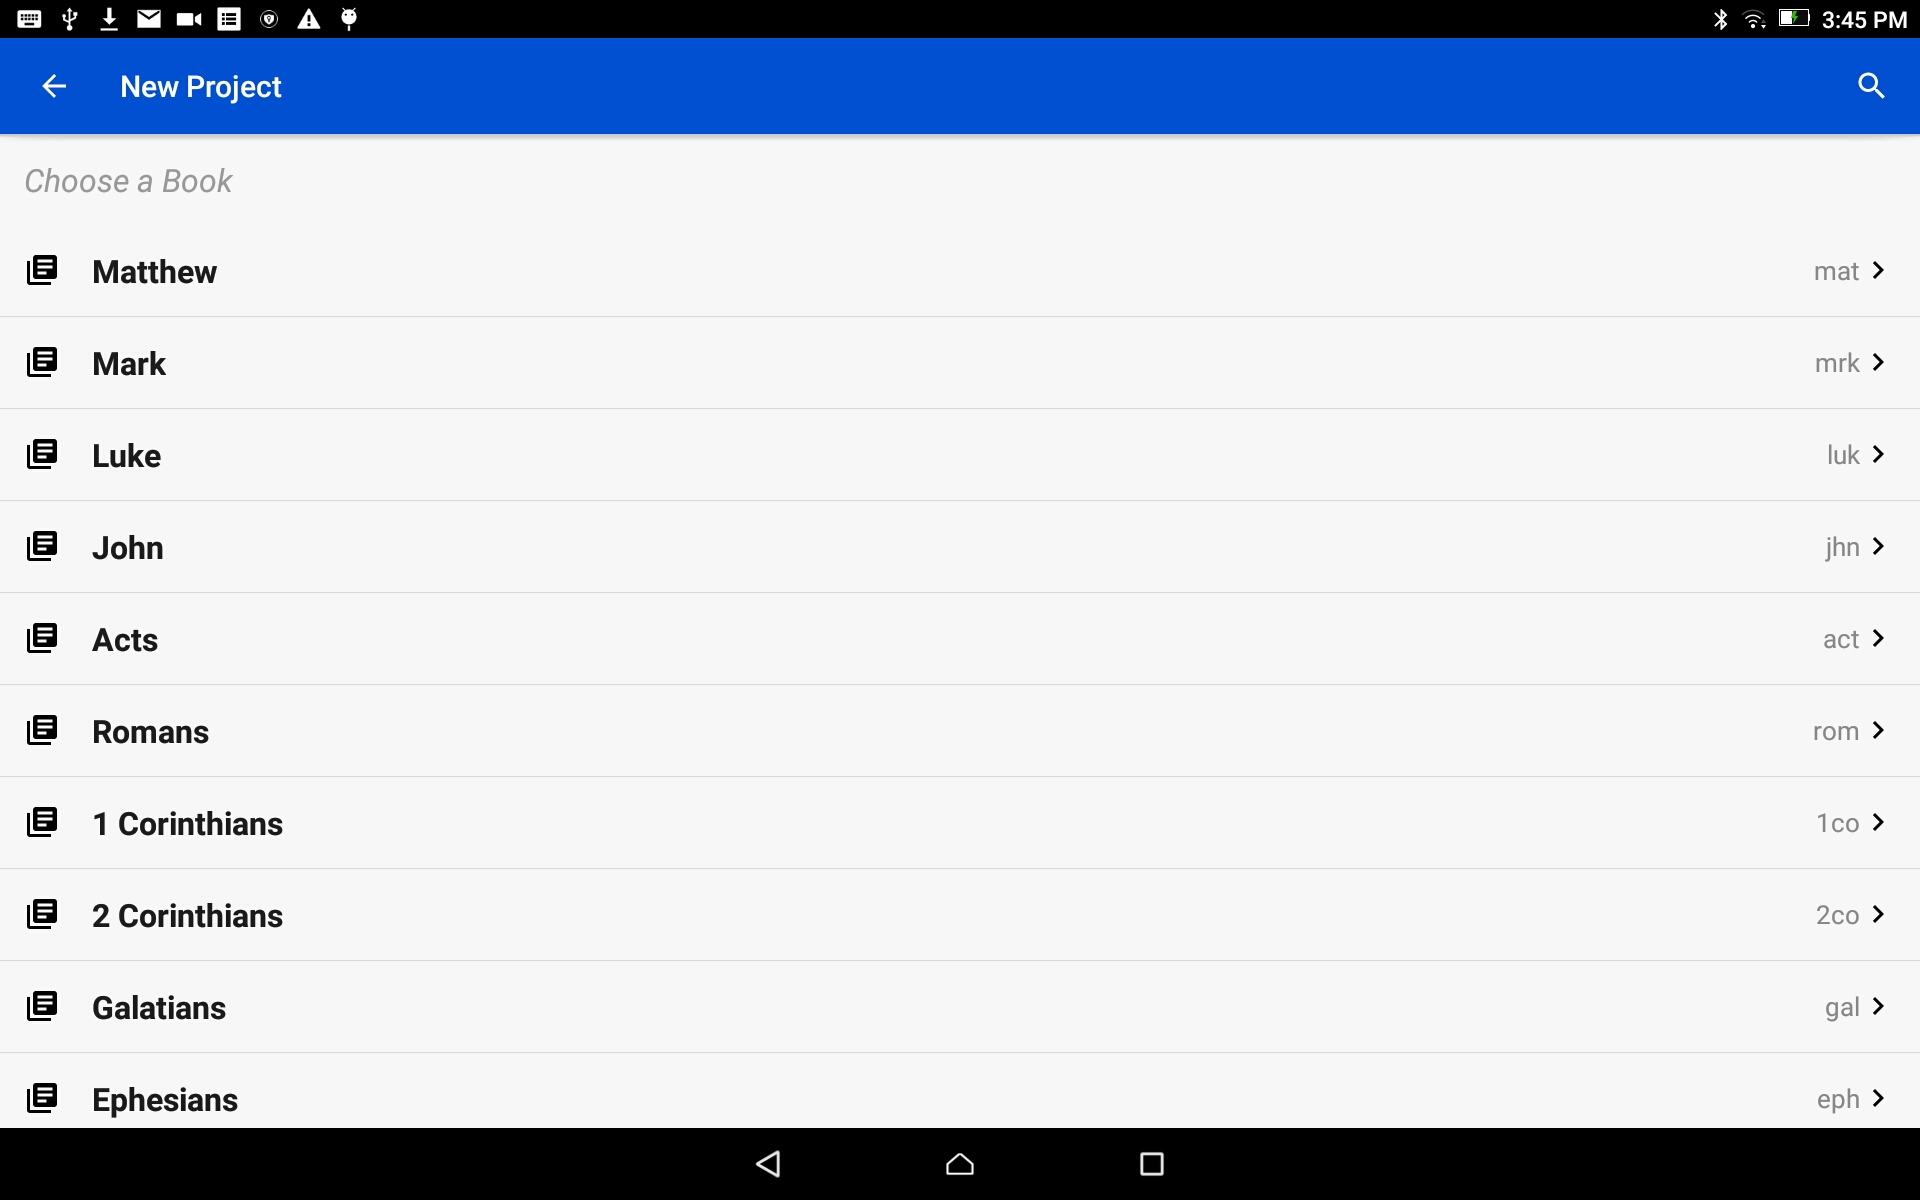 3:45 PM
New Project
Choose a Book
Matthew mat
Mark mrk
Luke luk
John jhn
Acts act
Romans rom
1 Corinthians 1co
2 Corinthians 2co
Galatians gal
Ephesians eph